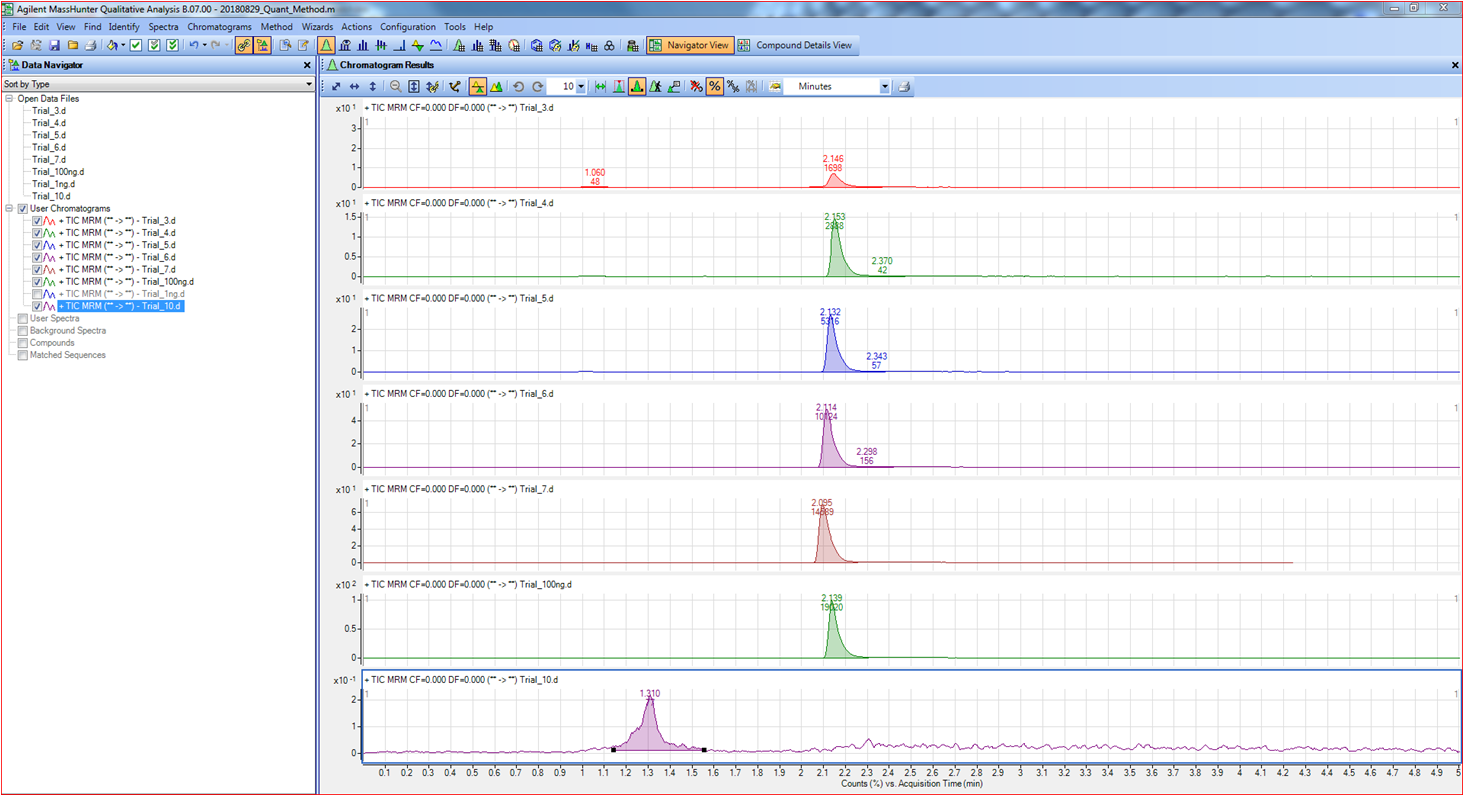 Agilent MassHunter Qualitative Analysis B.07.00 - 20180829_Quant_Method.m
File Edit View Find Identify Spectra Chromatograms Method Wizards Actions Configuration Tools Help
Navigator View Compound Details View
Data Navigator
Sort by Type
Open Data Files
Trial_3.d
Trial_4.d
Trial_5.d
Trial_6.d
Trial_7.d
Trial_100ng.d
Trial_1ng.d
Trial_10.d
User Chromatograms
+ TIC MRM (** -> **) - Trial_3.d
+ TIC MRM (** -> **) - Trial_4.d
+ TIC MRM (** -> **) - Trial_5.d
+ TIC MRM (** -> **) - Trial_6.d
+ TIC MRM (** -> **) - Trial_7.d
+ TIC MRM (** -> **) - Trial_100ng.d
+ TIC MRM (** -> **) - Trial_1ng.d
+ TIC MRM (** -> **) - Trial_10.d
User Spectra
Background Spectra
Compounds
Matched Sequences
Chromatogram Results
10 Minutes
x10 1 + TIC MRM CF=0.000 DF=0.000 (** -> **) Trial_3.d
1 1
3
2
1
0
1.060
48
2.146
1698
x10 1 + TIC MRM CF=0.000 DF=0.000 (** -> **) Trial_4.d
1 1
1.5
1
0.5
0
2.153
2.370
42
x10 1 + TIC MRM CF=0.000 DF=0.000 (** -> **) Trial_5.d
1 1
2
1
0
2.132
5316
2.343
57
x10 1 + TIC MRM CF=0.000 DF=0.000 (** -> **) Trial_6.d
1 1
4
2
0
2.114
2.298
156
x10 1 + TIC MRM CF=0.000 DF=0.000 (** -> **) Trial_7.d
1 1
6
4
2
0
2.095
x10 2 + TIC MRM CF=0.000 DF=0.000 (** -> **) Trial_100ng.d
1 1
1
0.5
0
2.139
x10 -1 + TIC MRM CF=0.000 DF=0.000 (** -> **) Trial_10.d
1 1
2
1
0
1.310
0.1 0.2 0.3 0.4 0.5 0.6 0.7 0.8 0.9 1 1.1 1.2 1.3 1.4 1.5 1.6 1.7 1.8 1.9 2 2.1 2.2 2.3 2.4 2.5 2.6 2.7 2.8 2.9 3 3.1 3.2 3.3 3.4 3.5 3.6 3.7 3.8 3.9 4 4.1 4.2 4.3 4.4 4.5 4.6 4.7 4.8 4.9 5
Counts (%) vs. Acquisition Time (min)